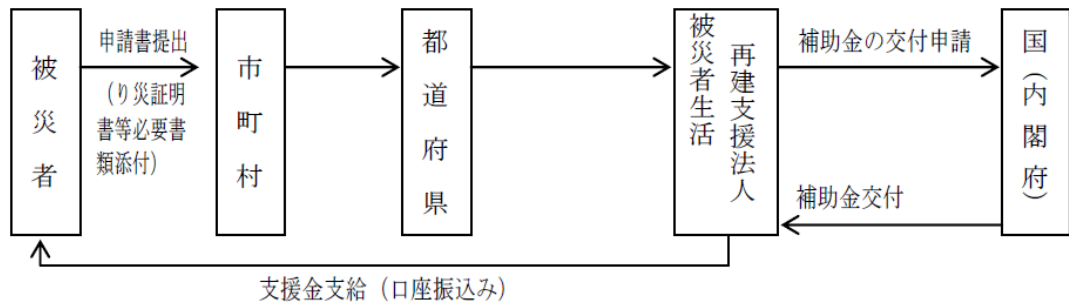 被災者
申請書提出
（り災証明
書等必要書
類添付）
市町村
都道府県
被災者生活
再建支援法人
補助金の交付申請
補助金交付
国（内閣府）
支援金支給（口座振込み）